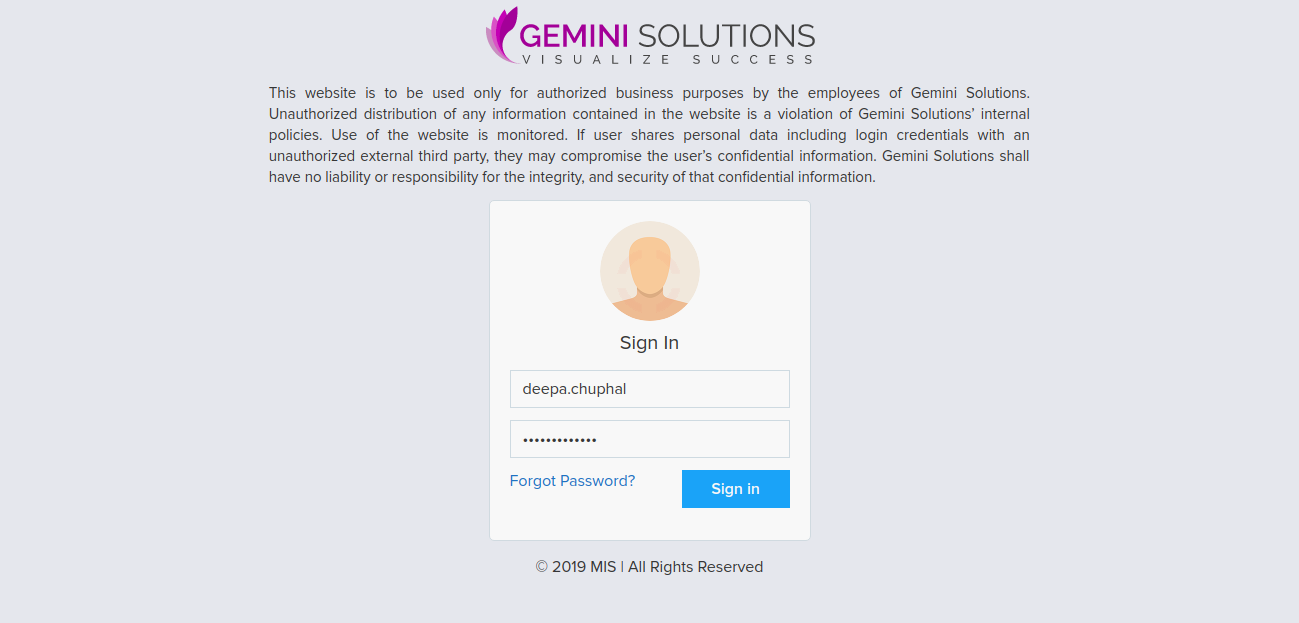 GEMINI SOLUTIONS
VISUALIZE SUCCESS
This website is to be used only for authorized business purposes by the employees of Gemini Solutions.
Unauthorized distribution of any information contained in the website is a violation of Gemini Solutions’ internal
policies. Use of the website is monitored. If user shares personal data including login credentials with an
unauthorized external third party, they may compromise the user’s confidential information. Gemini Solutions shall
have no liability or responsibility for the integrity, and security of that confidential information.
Sign In
deepa.chuphal
•••••••••••••
Forgot Password?
Sign in
© 2019 MIS | All Rights Reserved